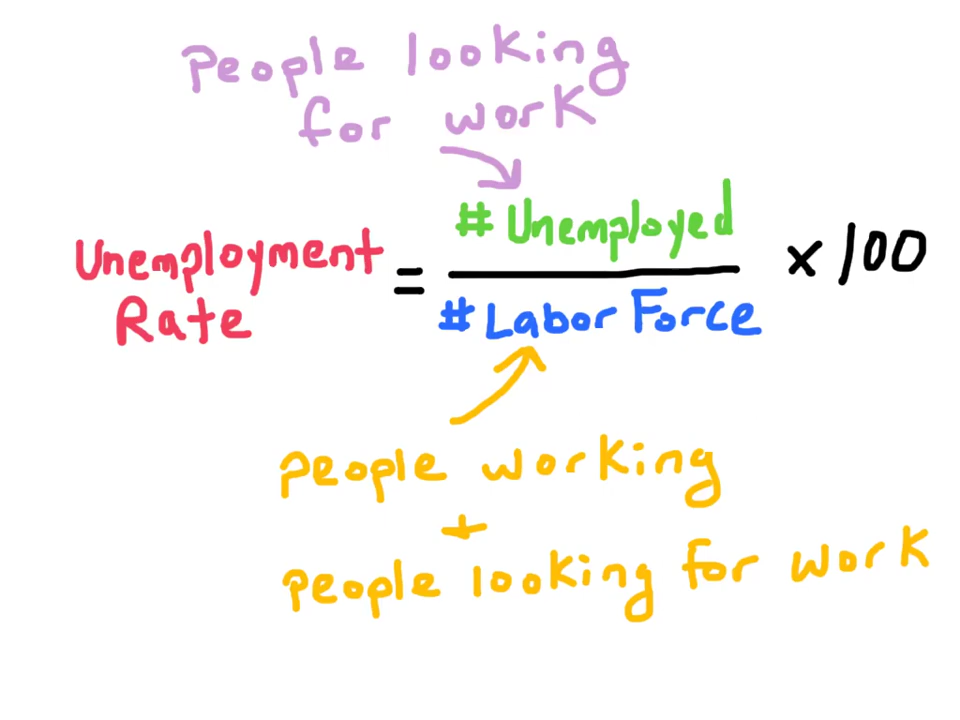 people looking
for work
# Unemployed
Unemployment
Rate
=
x 100
# Labor Force
people working
+
people looking for work